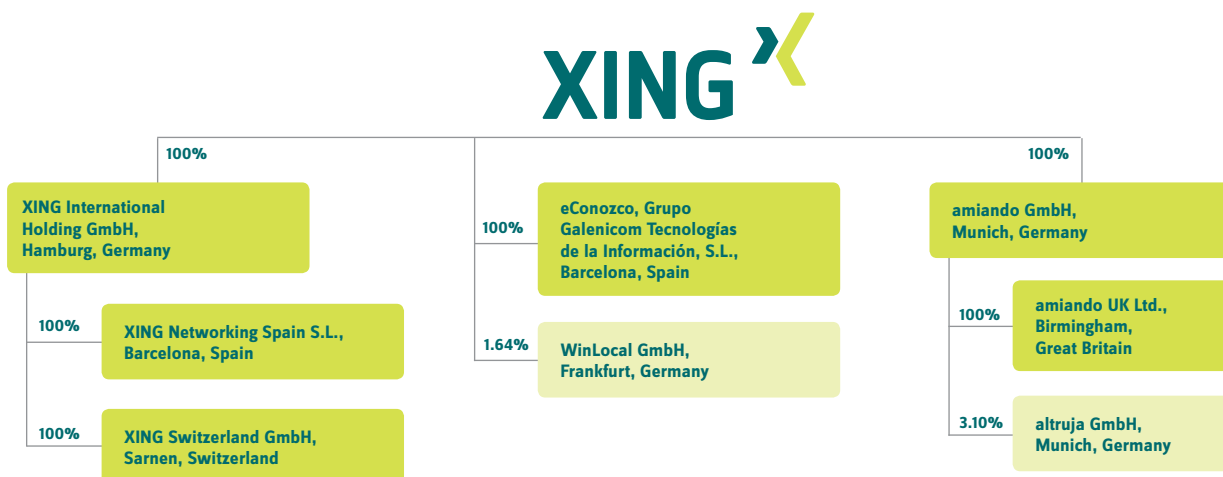 XING
100%
100%
XING International
Holding GmbH,
Hamburg, Germany
100%
XING Networking Spain S.L.,
Barcelona, Spain
100%
XING Switzerland GmbH,
Sarnen, Switzerland
100%
eConozco, Grupo
Galenicom Tecnologías
de la Información, S.L.,
Barcelona, Spain
1.64%
WinLocal GmbH,
Frankfurt, Germany
amiando GmbH,
Munich, Germany
100%
amiando UK Ltd.,
Birmingham,
Great Britain
3.10%
altruja GmbH,
Munich, Germany